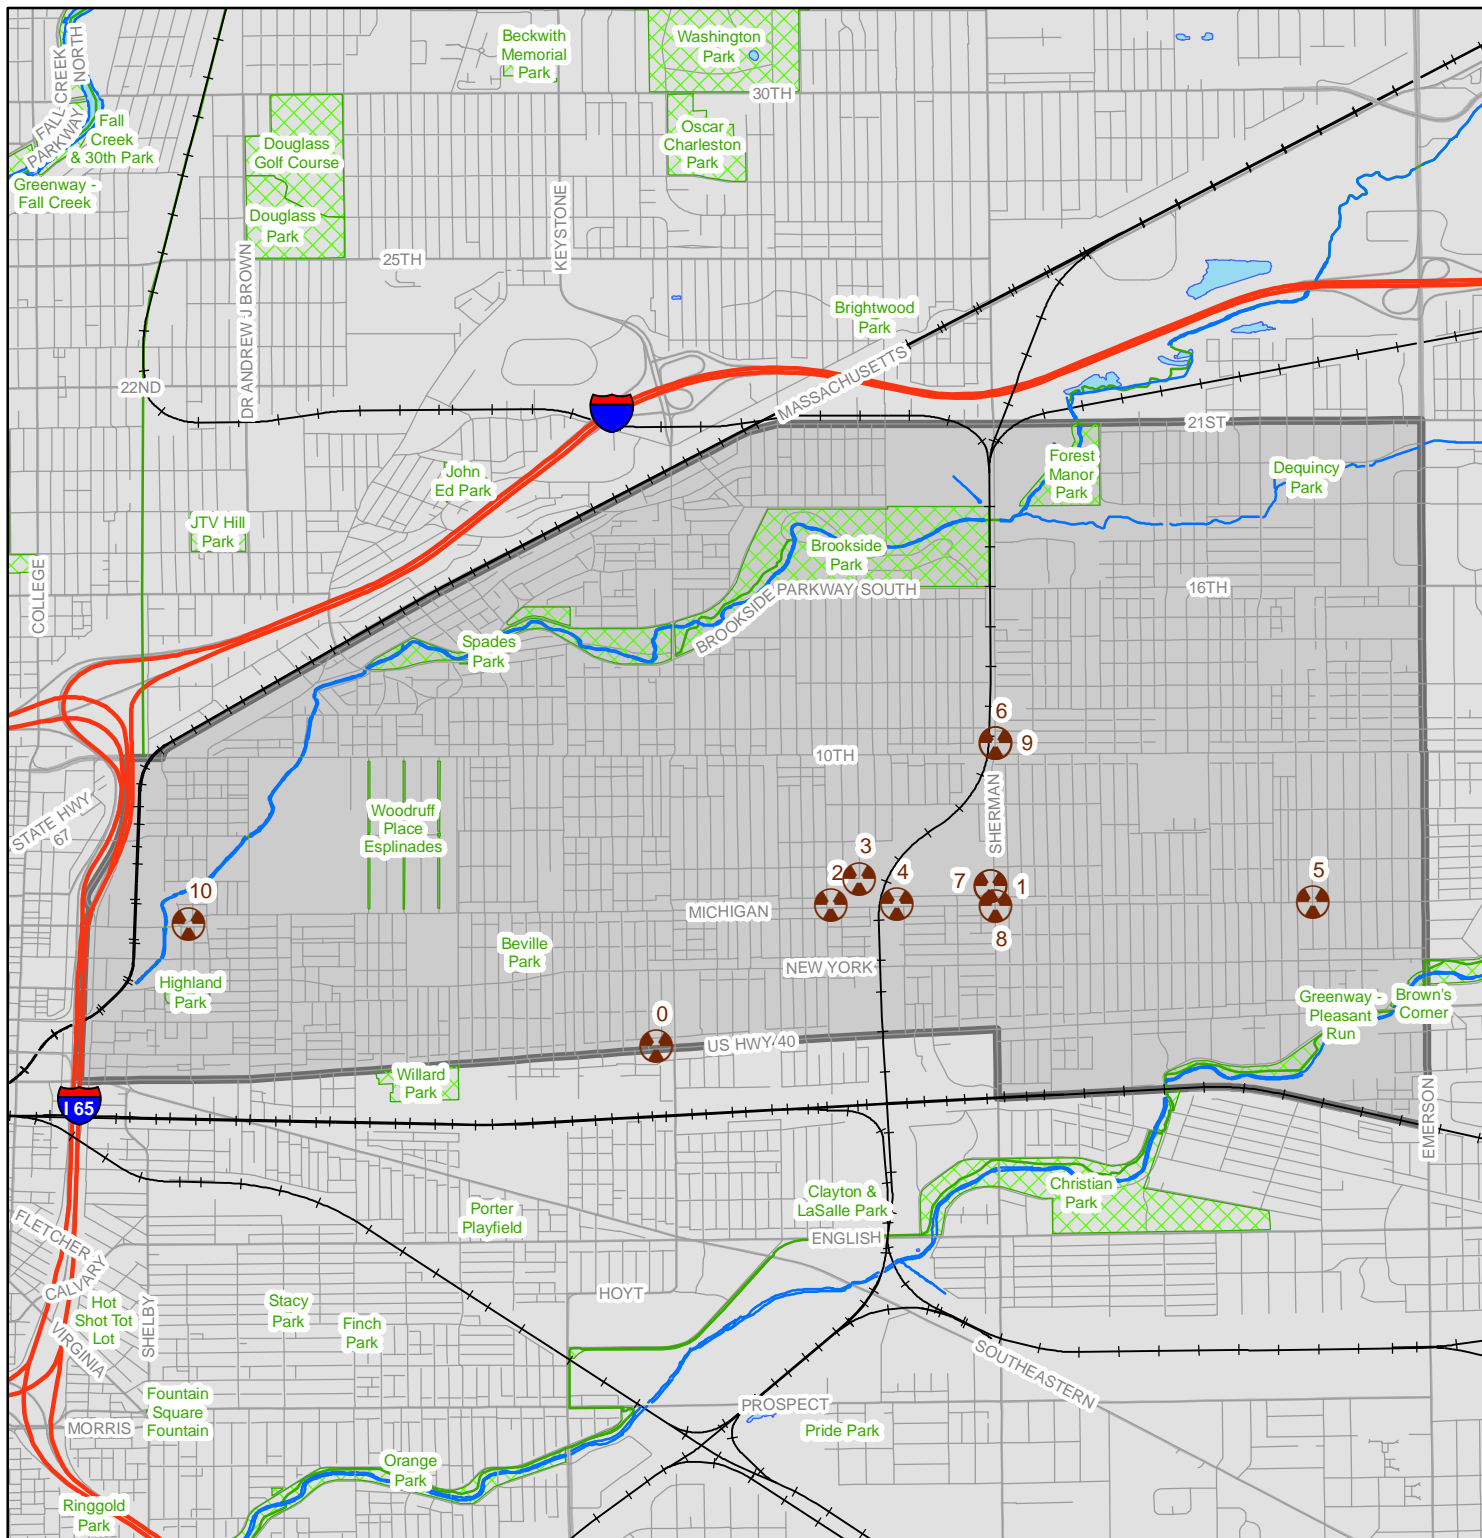 Beckwith
Memorial
Park
Washington
Park
30TH
FALL CREEK
PARKWAY NORTH
Fall
Creek
& 30th Park
Greenway -
Fall Creek
Douglass
Golf Course
Douglass
Park
Oscar
Charleston
Park
KEYSTONE
25TH
DR ANDREW J BROWN
Brightwood
Park
MASSACHUSETTS
22ND
21ST
John
Ed Park
Forest
Manor
Park
Dequincy
Park
JTV Hill
Park
COLLEGE
Brookside
Park
BROOKSIDE PARKWAY SOUTH
16TH
Spades
Park
6
9
10TH
SHERMAN
STATE HWY
67
Woodruff
Place
Esplinades
10
2
3
4
7
1
8
5
MICHIGAN
Beville
Park
NEW YORK
Highland
Park
0
US HWY 40
Greenway -
Pleasant
Run
Brown's
Corner
Willard
Park
I 65
EMERSON
Christian
Park
Clayton &
LaSalle Park
Porter
Playfield
ENGLISH
FLETCHER
CALVARY
HOYT
Hot
Shot Tot
Lot
VIRGINIA
SHELBY
Stacy
Park
Finch
Park
SOUTHEASTERN
Fountain
Square
Fountain
MORRIS
PROSPECT
Pride Park
Orange
Park
Ringgold
Park